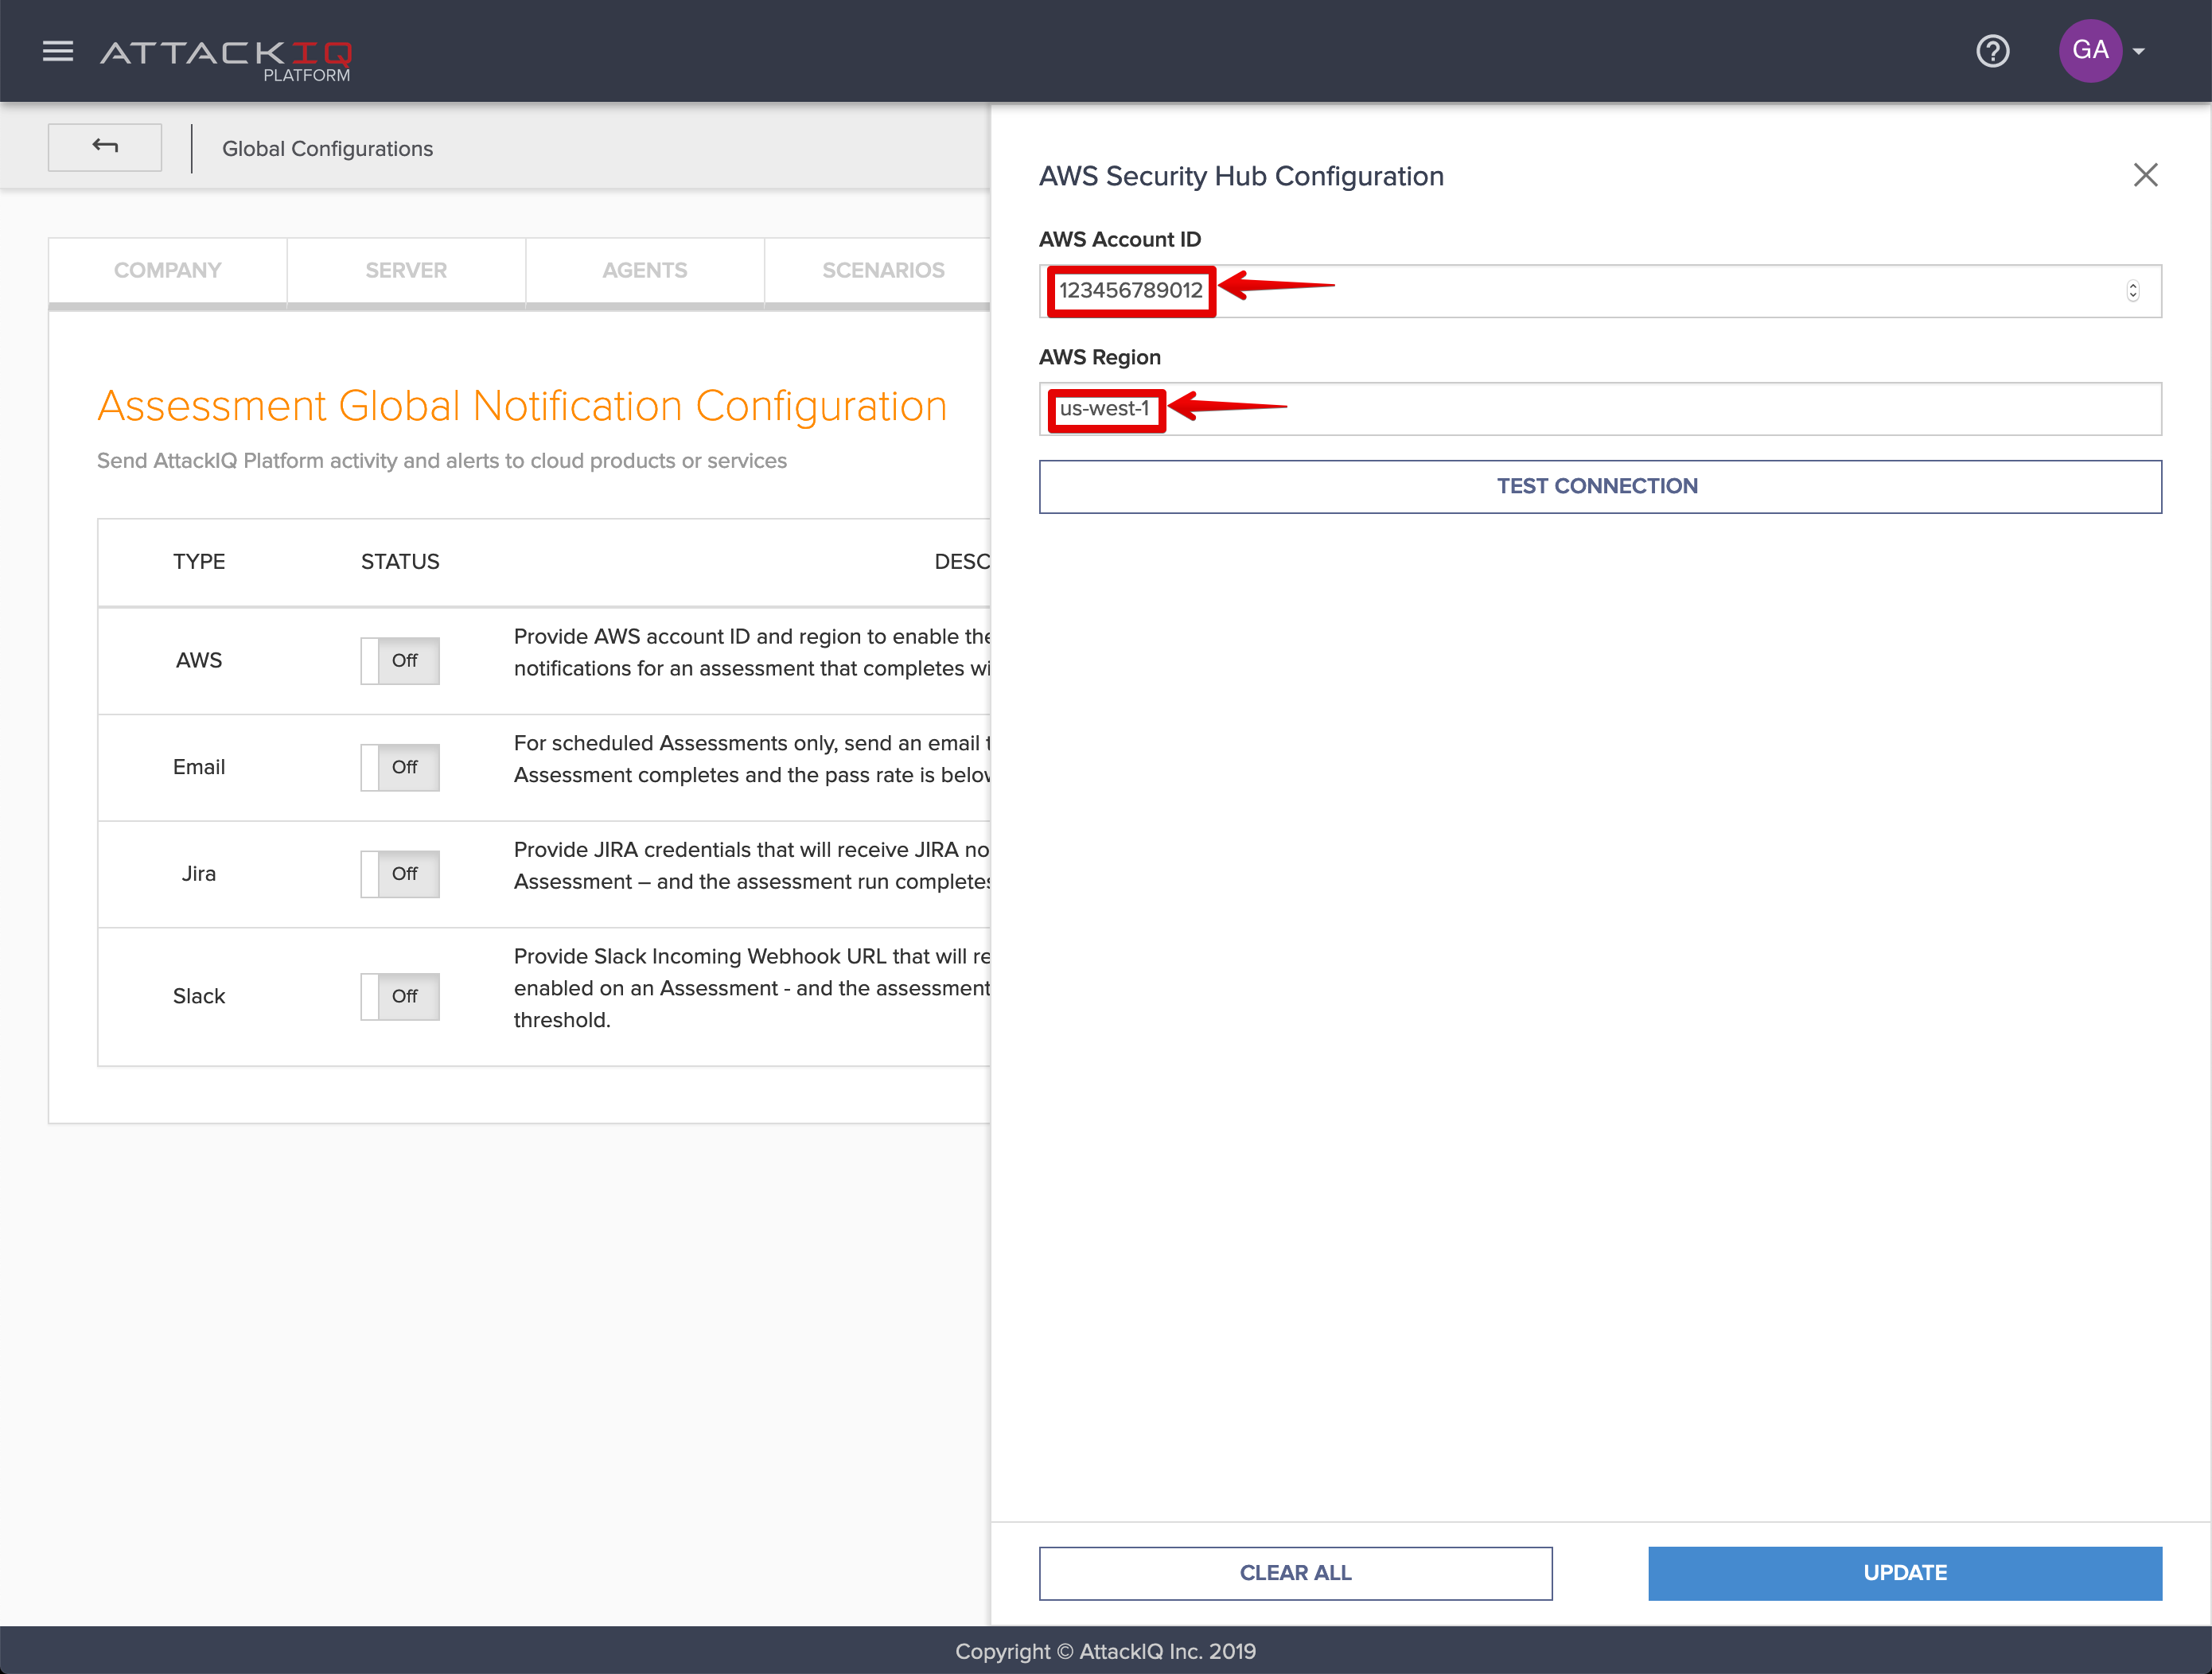 ATTACKIQ
PLATFORM
GA
Global Configurations
COMPANY
SERVER
AGENTS
SCENARIOS
Assessment Global Notification Configuration
Send AttackIQ Platform activity and alerts to cloud products or services
TYPE
STATUS
DESC
AWS
Off
Provide AWS account ID and region to enable the
notifications for an assessment that completes wi
Email
Off
For scheduled Assessments only, send an email t
Assessment completes and the pass rate is below
Jira
Off
Provide JIRA credentials that will receive JIRA no
Assessment – and the assessment run completes
Slack
Off
Provide Slack Incoming Webhook URL that will re
enabled on an Assessment - and the assessment
threshold.
AWS Security Hub Configuration
AWS Account ID
123456789012
AWS Region
us-west-1
TEST CONNECTION
CLEAR ALL
UPDATE
Copyright © AttackIQ Inc. 2019